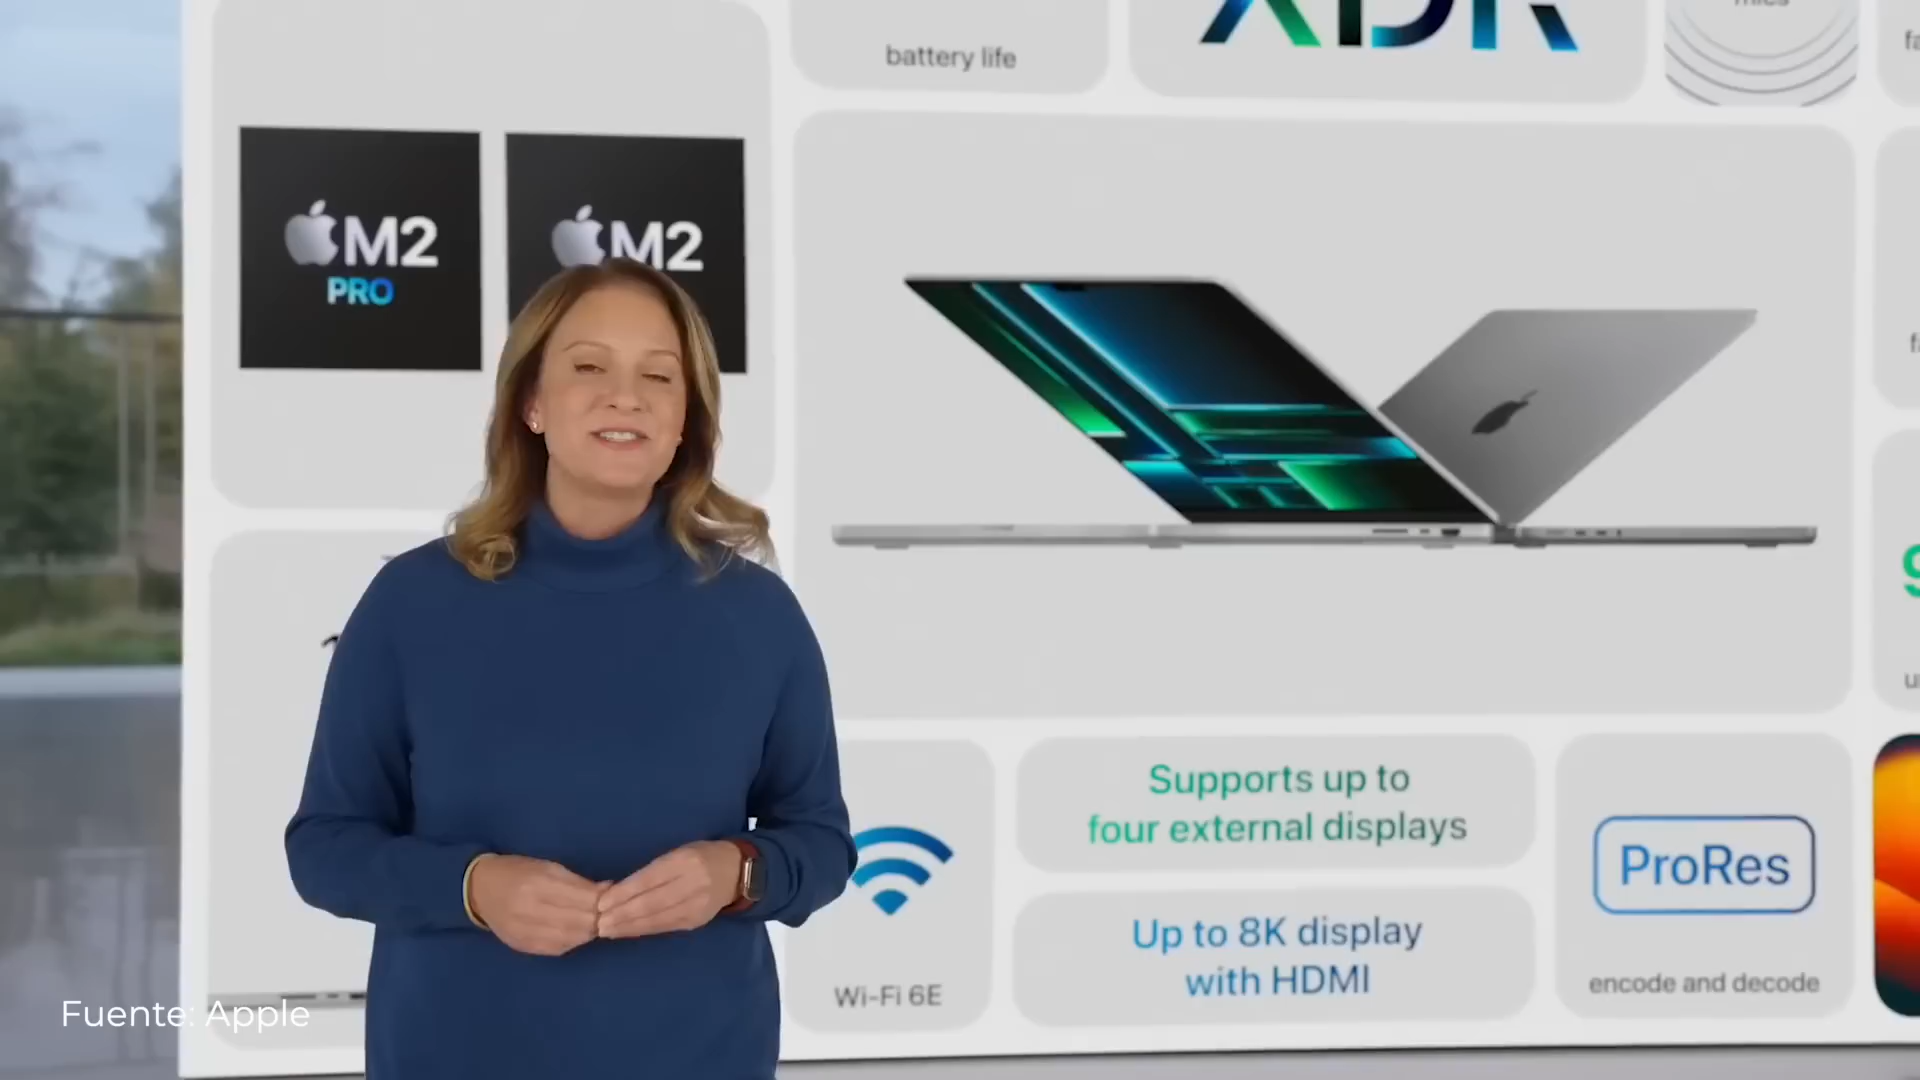 mics
battery life
XDR
M2
PRO
M2
Supports up to
four external displays
ProRes
Up to 8K display
with HDMI
encode and decode
Wi-Fi 6E
Fuente: Apple